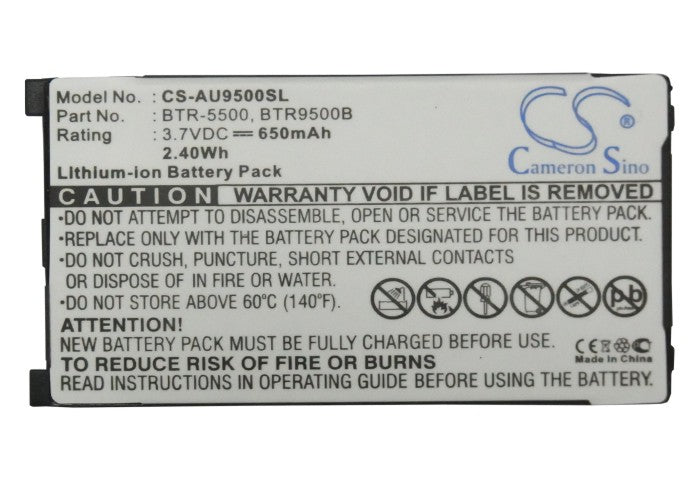 Model No. : CS-AU9500SL
Part No. : BTR-5500, BTR9500B
Rating : 3.7VDC ⎓ 650mAh
2.40Wh
Lithium-ion Battery Pack
CS
Cameron Sino
CAUTION WARRANTY VOID IF LABEL IS REMOVED
•DO NOT ATTEMPT TO DISASSEMBLE, OPEN OR SERVICE THE BATTERY PACK.
•REPLACE ONLY WITH THE BATTERY PACK DESIGNATED FOR THIS PRODUCT.
•DO NOT CRUSH, PUNCTURE, SHORT EXTERNAL CONTACTS
OR DISPOSE OF IN FIRE OR WATER.
•DO NOT STORE ABOVE 60°C (140°F).
Pb
ATTENTION!
NEW BATTERY PACK MUST BE FULLY CHARGED BEFORE USE.
TO REDUCE RISK OF FIRE OR BURNS
READ INSTRUCTIONS OR OPERATING GUIDE BEFORE USING THE BATTERY.
CE
Made In China